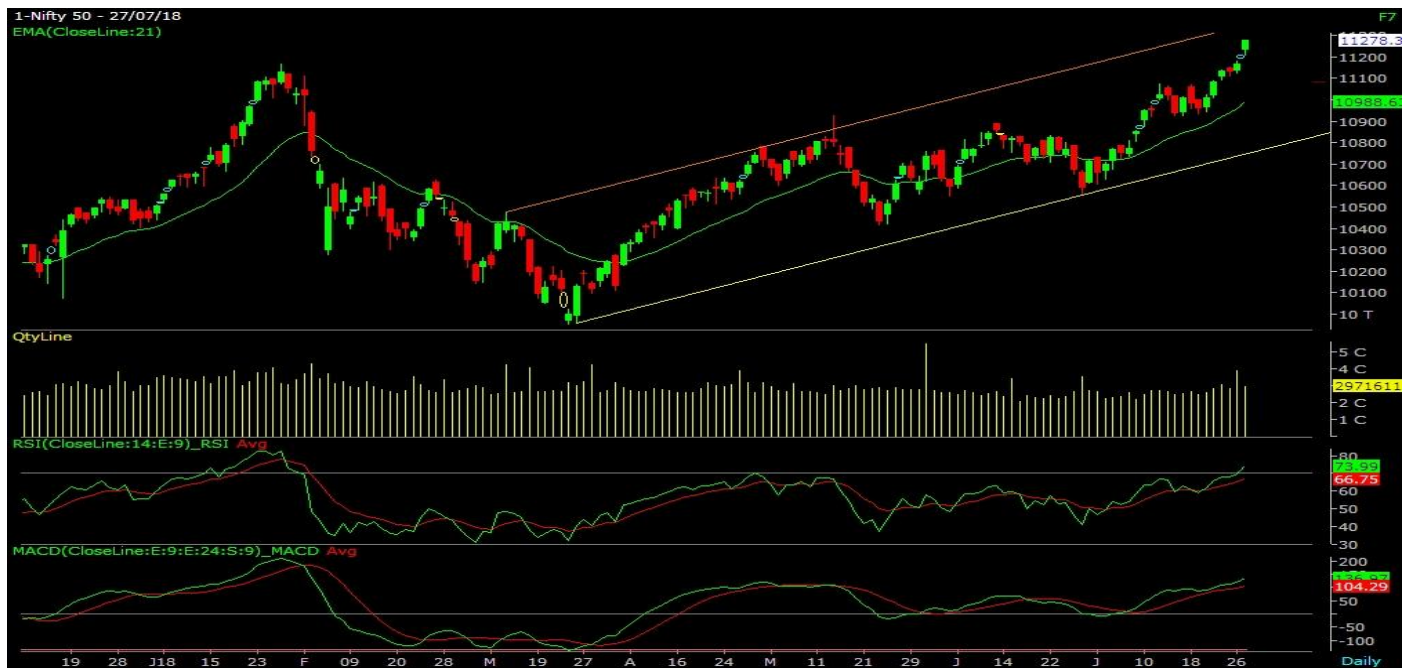 1-Nifty 50 - 27/07/18
F7
EMA(CloseLine:21)
11278.3
11200
11100
10988.61
10900
10800
10700
10600
10500
10400
10300
10200
10100
10 T
QtyLine
5 C
4 C
2971611
2 C
1 C
RSI(CloseLine:14:E:9)_RSI Avg
80
73.99
66.75
60
50
40
30
MACD(CloseLine:E:9:E:24:S:9)_MACD Avg
200
136.97
104.29
50
-50
-100
19 28 J18 15 23 F 09 20 28 M 19 27 A 16 24 M 11 29 J 14 22 J 10 18 26
Daily